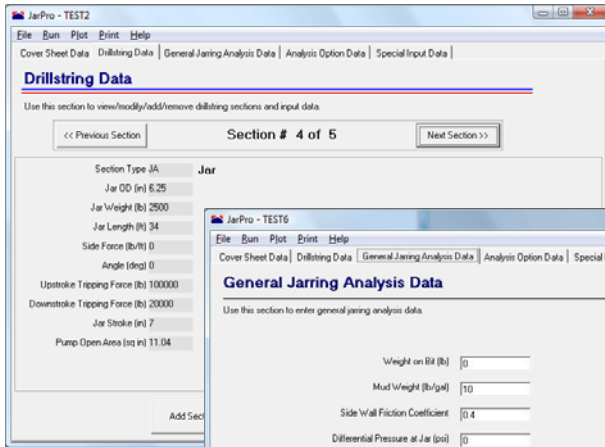 JarPro - TEST2
File Run Plot Print Help
Cover Sheet Data Drillstring Data General Jarring Analysis Data Analysis Option Data Special Input Data
Drillstring Data
Use this section to view/modify/add/remove drillstring sections and input data.
<< Previous Section Section # 4 of 5 Next Section >>
Section Type JA Jar
Jar OD (in) 6.25
Jar Weight (lb) 2500
Jar Length (ft) 34
Side Force (lb/ft) 0
Angle (deg) 0
Upstroke Tripping Force (lb) 100000
Downstroke Tripping Force (lb) 20000
Jar Stroke (in) 7
Pump Open Area (sq in) 11.04
Add Sect
JarPro - TEST6
File Run Plot Print Help
Cover Sheet Data Drillstring Data General Jarring Analysis Data Analysis Option Data Special
General Jarring Analysis Data
Use this section to enter general jarring analysis data.
Weight on Bit (lb) 0
Mud Weight (lb/gal) 10
Side Wall Friction Coefficient 0.4
Differential Pressure at Jar (psi) 0